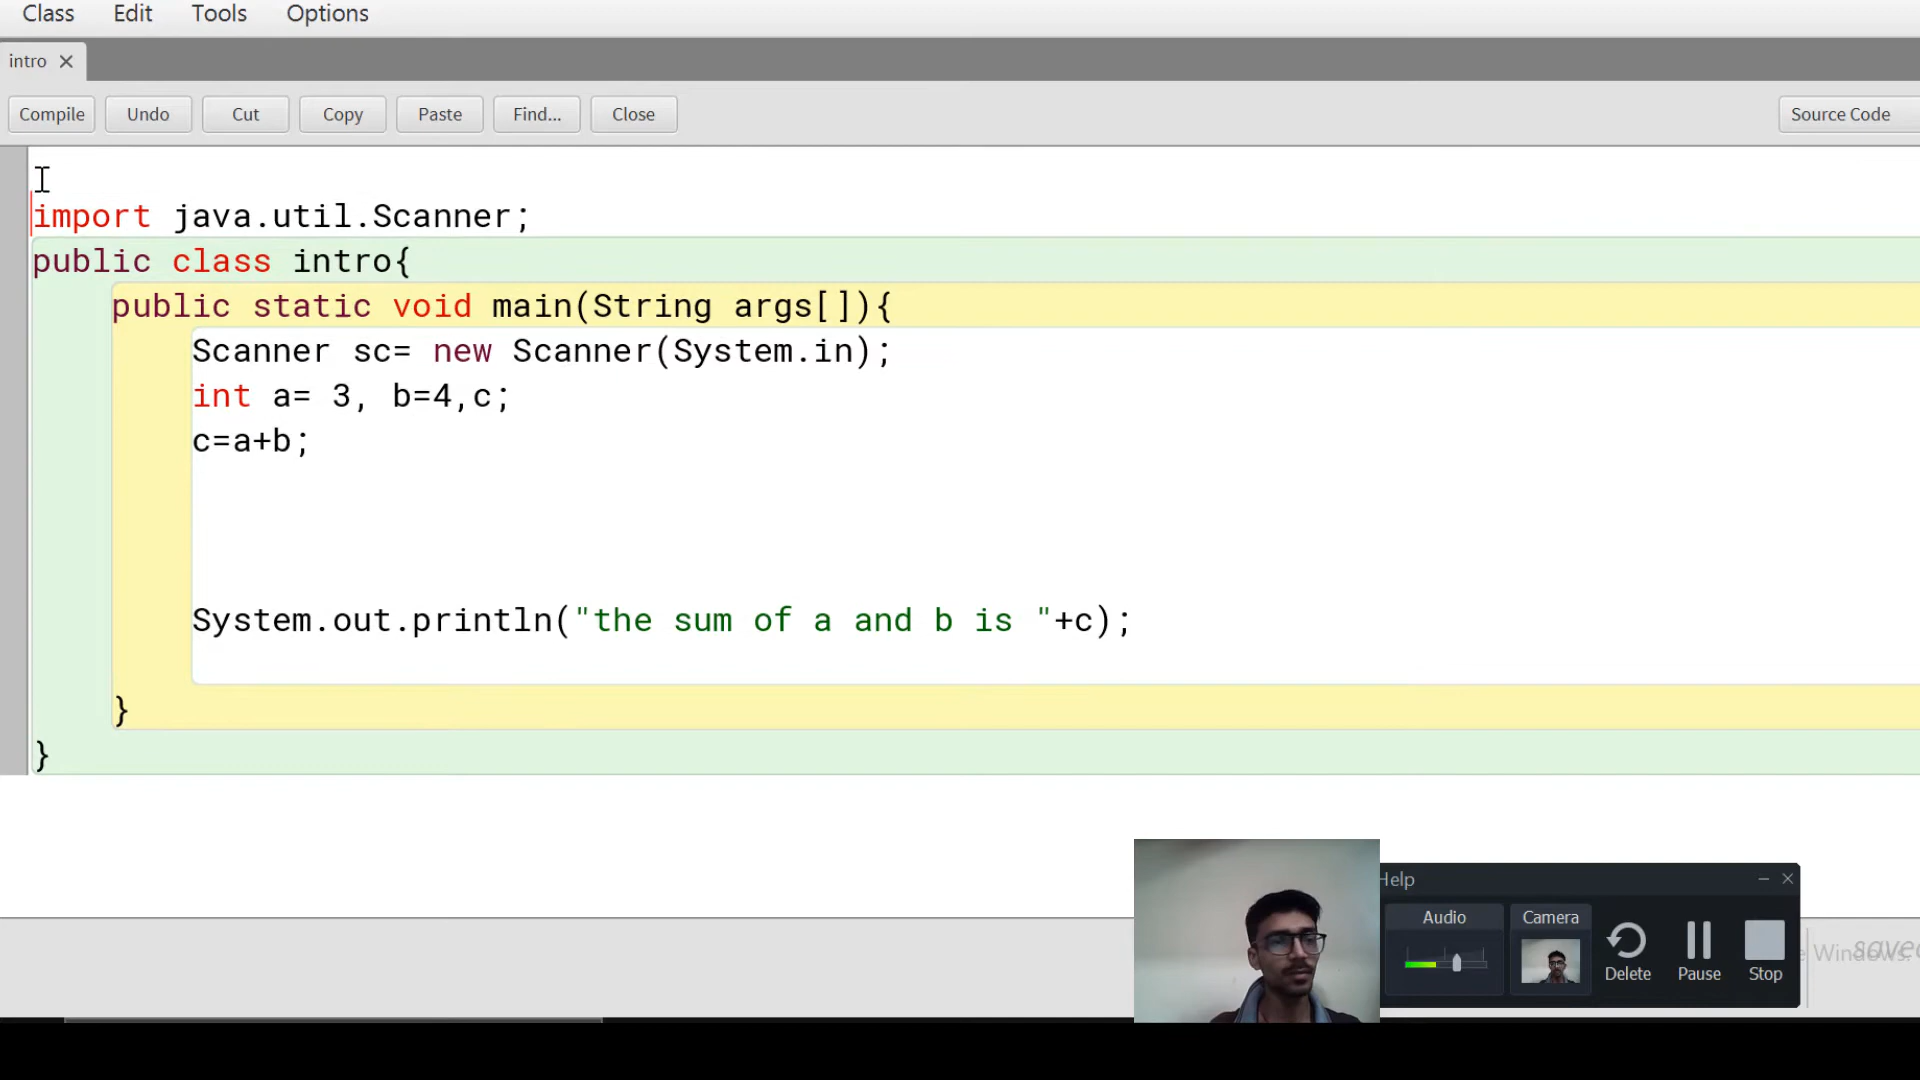 Class Edit Tools Options
intro
Compile Undo Cut Copy Paste Find... Close Source Code
import java.util.Scanner;
public class intro{
public static void main(String args[]){
Scanner sc= new Scanner(System.in);
int a= 3, b=4,c;
c=a+b;
System.out.println("the sum of a and b is "+c);
}
}
Help
Audio Camera
Delete Pause Stop
Windows.